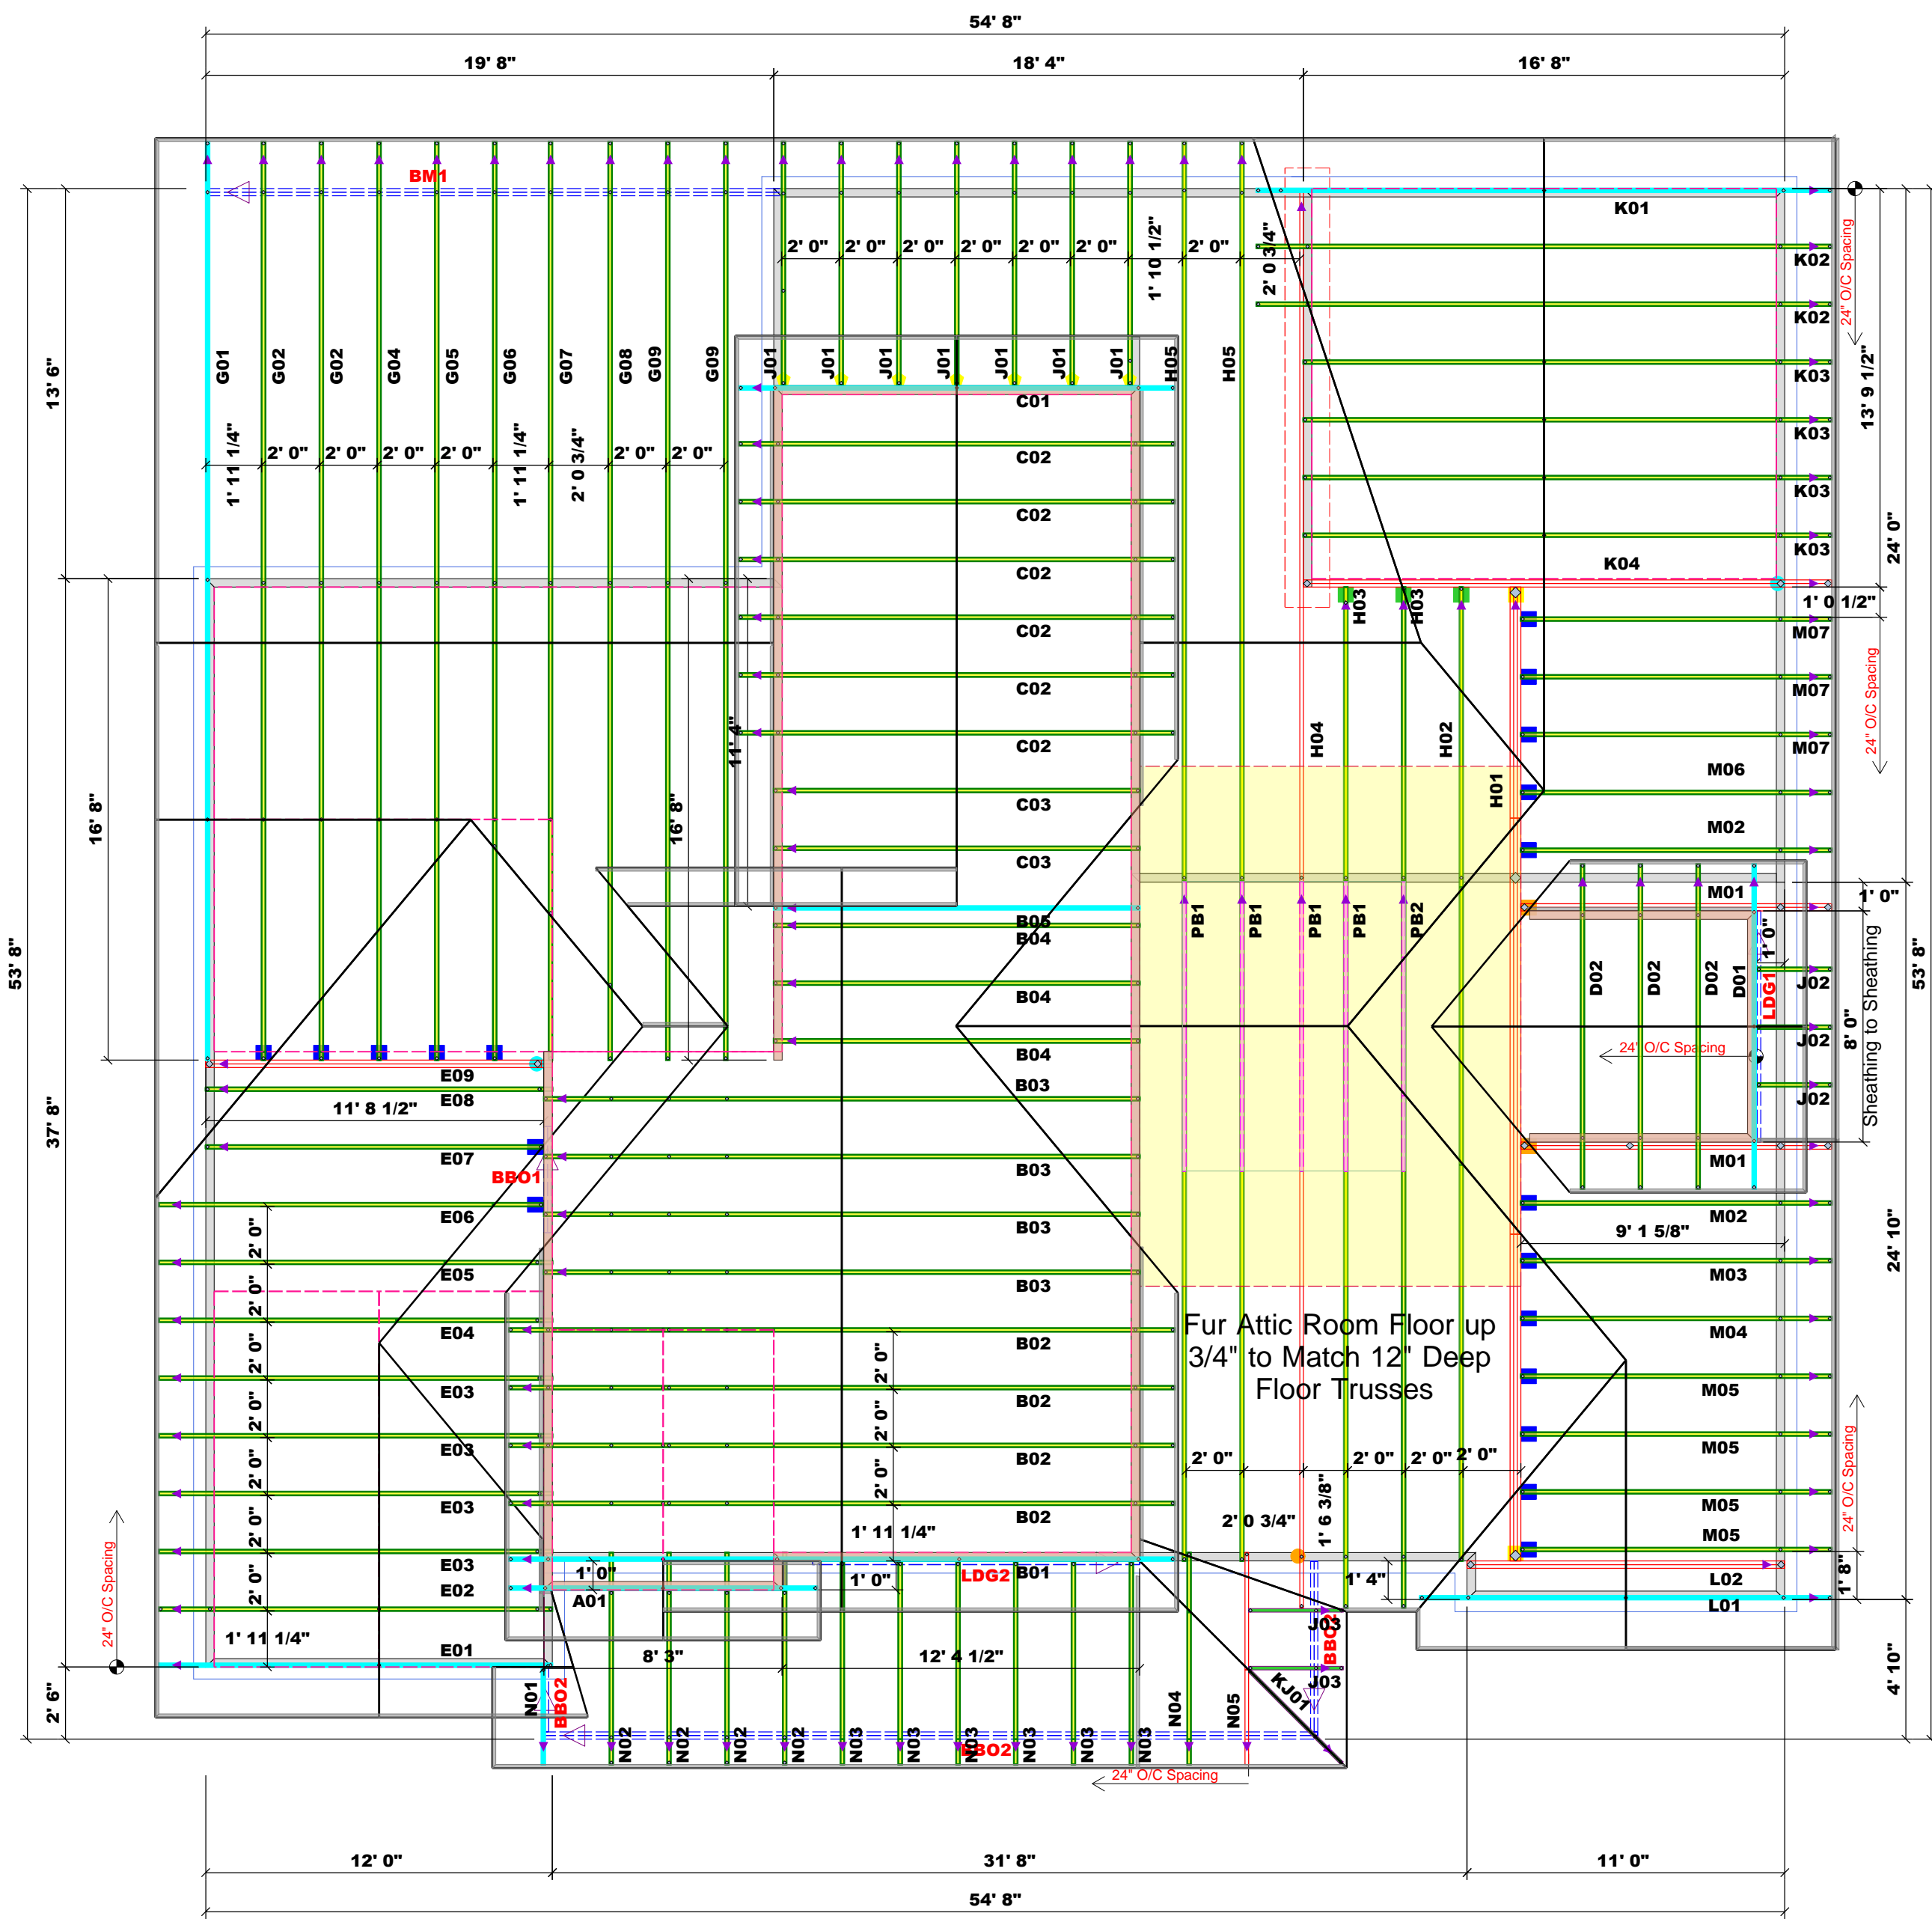 54' 8"
19' 8"
18' 4"
16' 8"
BM1
K01
2' 0"
2' 0"
2' 0"
2' 0"
2' 0"
2' 0"
1' 10 1/2"
2' 0"
2' 0 3/4"
K02
24" O/C Spacing
K02
G01
G02
G02
G04
G05
G06
G07
G08
G09
G09
J01
J01
J01
J01
J01
J01
J01
H05
H05
K03
13' 6"
13' 9 1/2"
C01
K03
1' 11 1/4"
2' 0"
2' 0"
2' 0"
2' 0"
1' 11 1/4"
2' 0 3/4"
2' 0"
2' 0"
C02
K03
C02
K03
24' 0"
C02
K04
H03
H03
1' 0 1/2"
C02
M07
C02
M07
24" O/C Spacing
C02
11' 4"
H04
H02
H01
M07
M06
C03
16' 8"
16' 8"
M02
C03
M01
1' 0"
B05
B04
PB1
PB1
PB1
PB1
PB2
53' 8"
53' 8"
B04
D02
D02
D02
D01
1' 0"
LDG1
J02
8' 0"
Sheathing to Sheathing
B04
24" O/C Spacing
J02
E09
B03
E08
J02
11' 8 1/2"
37' 8"
E07
B03
M01
BBO1
E06
B03
M02
2' 0"
9' 1 5/8"
24' 10"
E05
B03
M03
2' 0"
Fur Attic Room Floor up
3/4" to Match 12" Deep
Floor Trusses
E04
B02
M04
2' 0"
2' 0"
E03
B02
M05
2' 0"
2' 0"
E03
B02
M05
2' 0"
2' 0"
2' 0"
2' 0"
2' 0"
2' 0"
E03
B02
M05
24" O/C Spacing
1' 11 1/4"
2' 0 3/4"
1' 6 3/8"
M05
24" O/C Spacing
2' 0"
E03
1' 0"
LDG2
B01
1' 0"
1' 4"
L02
1' 8"
E02
A01
L01
2' 0"
1' 11 1/4"
E01
8' 3"
12' 4 1/2"
J03
BBO2
J03
KJ01
2' 6"
4' 10"
N01
BBO2
N02
N02
N02
N02
N03
N03
N03
N03
N03
N03
N04
N05
BBO2
24" O/C Spacing
12' 0"
31' 8"
11' 0"
54' 8"